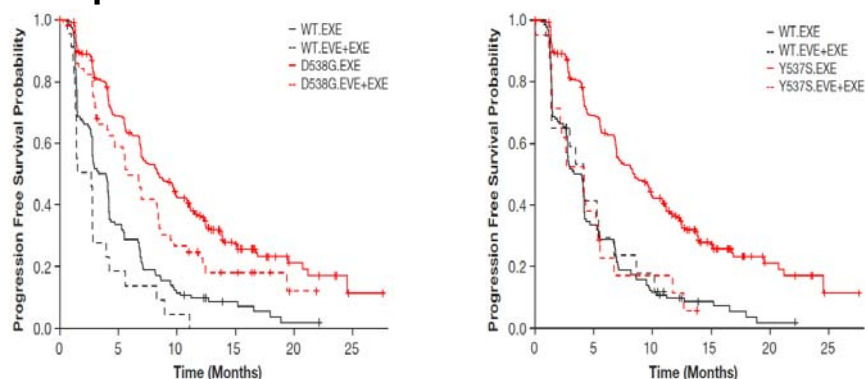 Progression Free Survival Probability
1.0
0.8
0.6
0.4
0.2
0.0
WT.EXE
WT.EVE+EXE
D538G.EXE
D538G.EVE+EXE
0 5 10 15 20 25
Time (Months)
Progression Free Survival Probability
1.0
0.8
0.6
0.4
0.2
0.0
WT.EXE
WT.EVE+EXE
Y537S.EXE
Y537S.EVE+EXE
0 5 10 15 20 25
Time (Months)